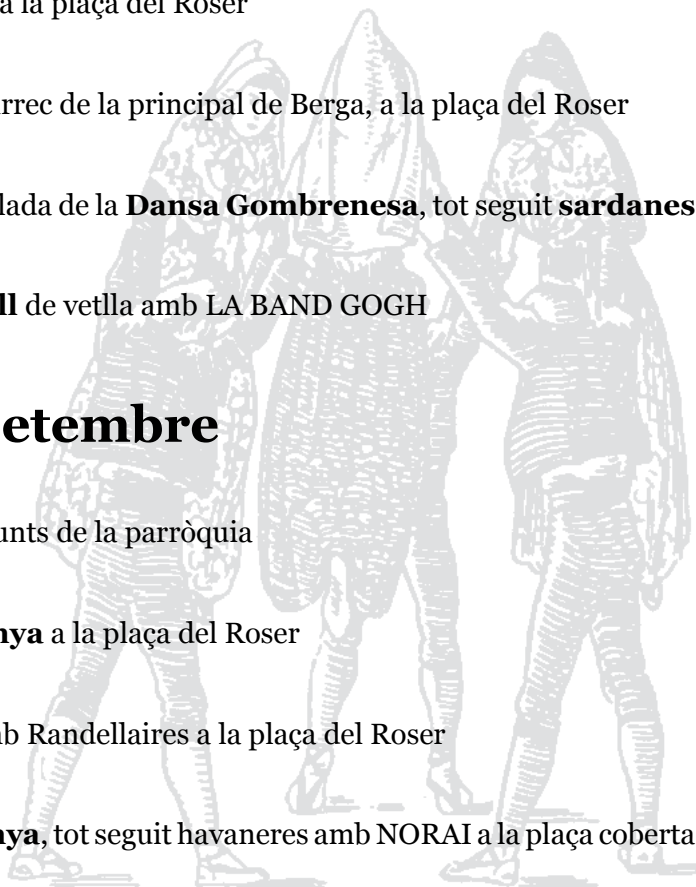 a la plaça del Roser
rrec de la principal de Berga, a la plaça del Roser
lada de la Dansa Gombrenesa, tot seguit sardanes
ll de vetlla amb LA BAND GOGH
etembre
unts de la parròquia
nya a la plaça del Roser
nb Randellaires a la plaça del Roser
nya, tot seguit havaneres amb NORAI a la plaça coberta